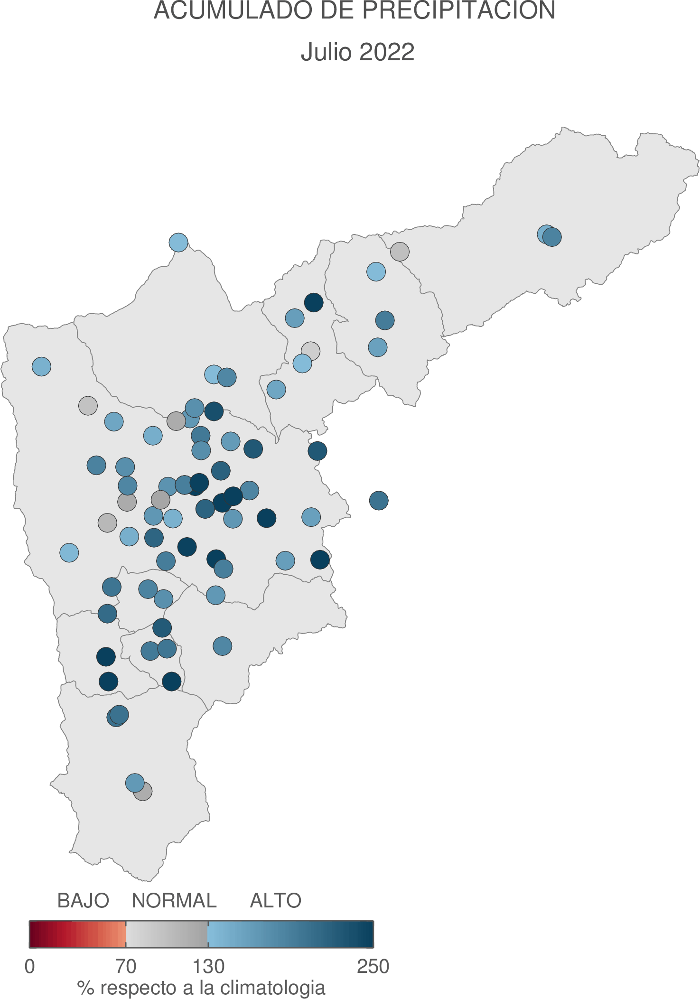 ACUMULADO DE PRECIPITACION
Julio 2022
BAJO NORMAL ALTO
0 70 130 250
% respecto a la climatologia